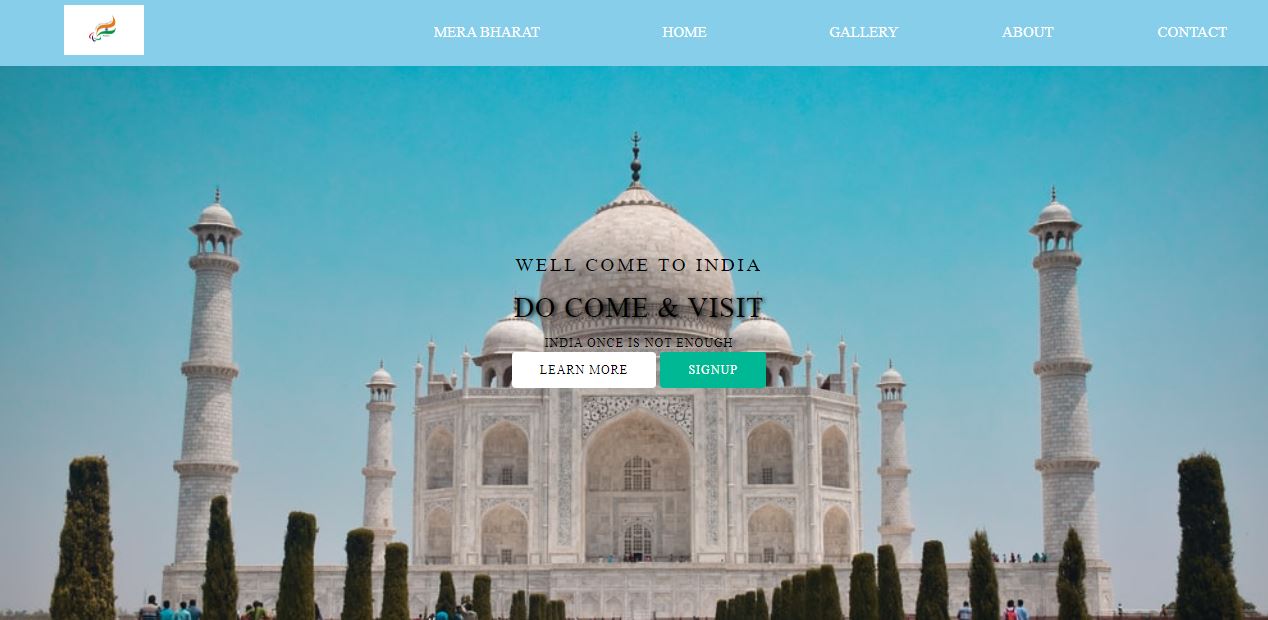 MERA BHARAT HOME GALLERY ABOUT CONTACT
WELL COME TO INDIA
DO COME & VISIT
INDIA ONCE IS NOT ENOUGH
LEARN MORE SIGNUP